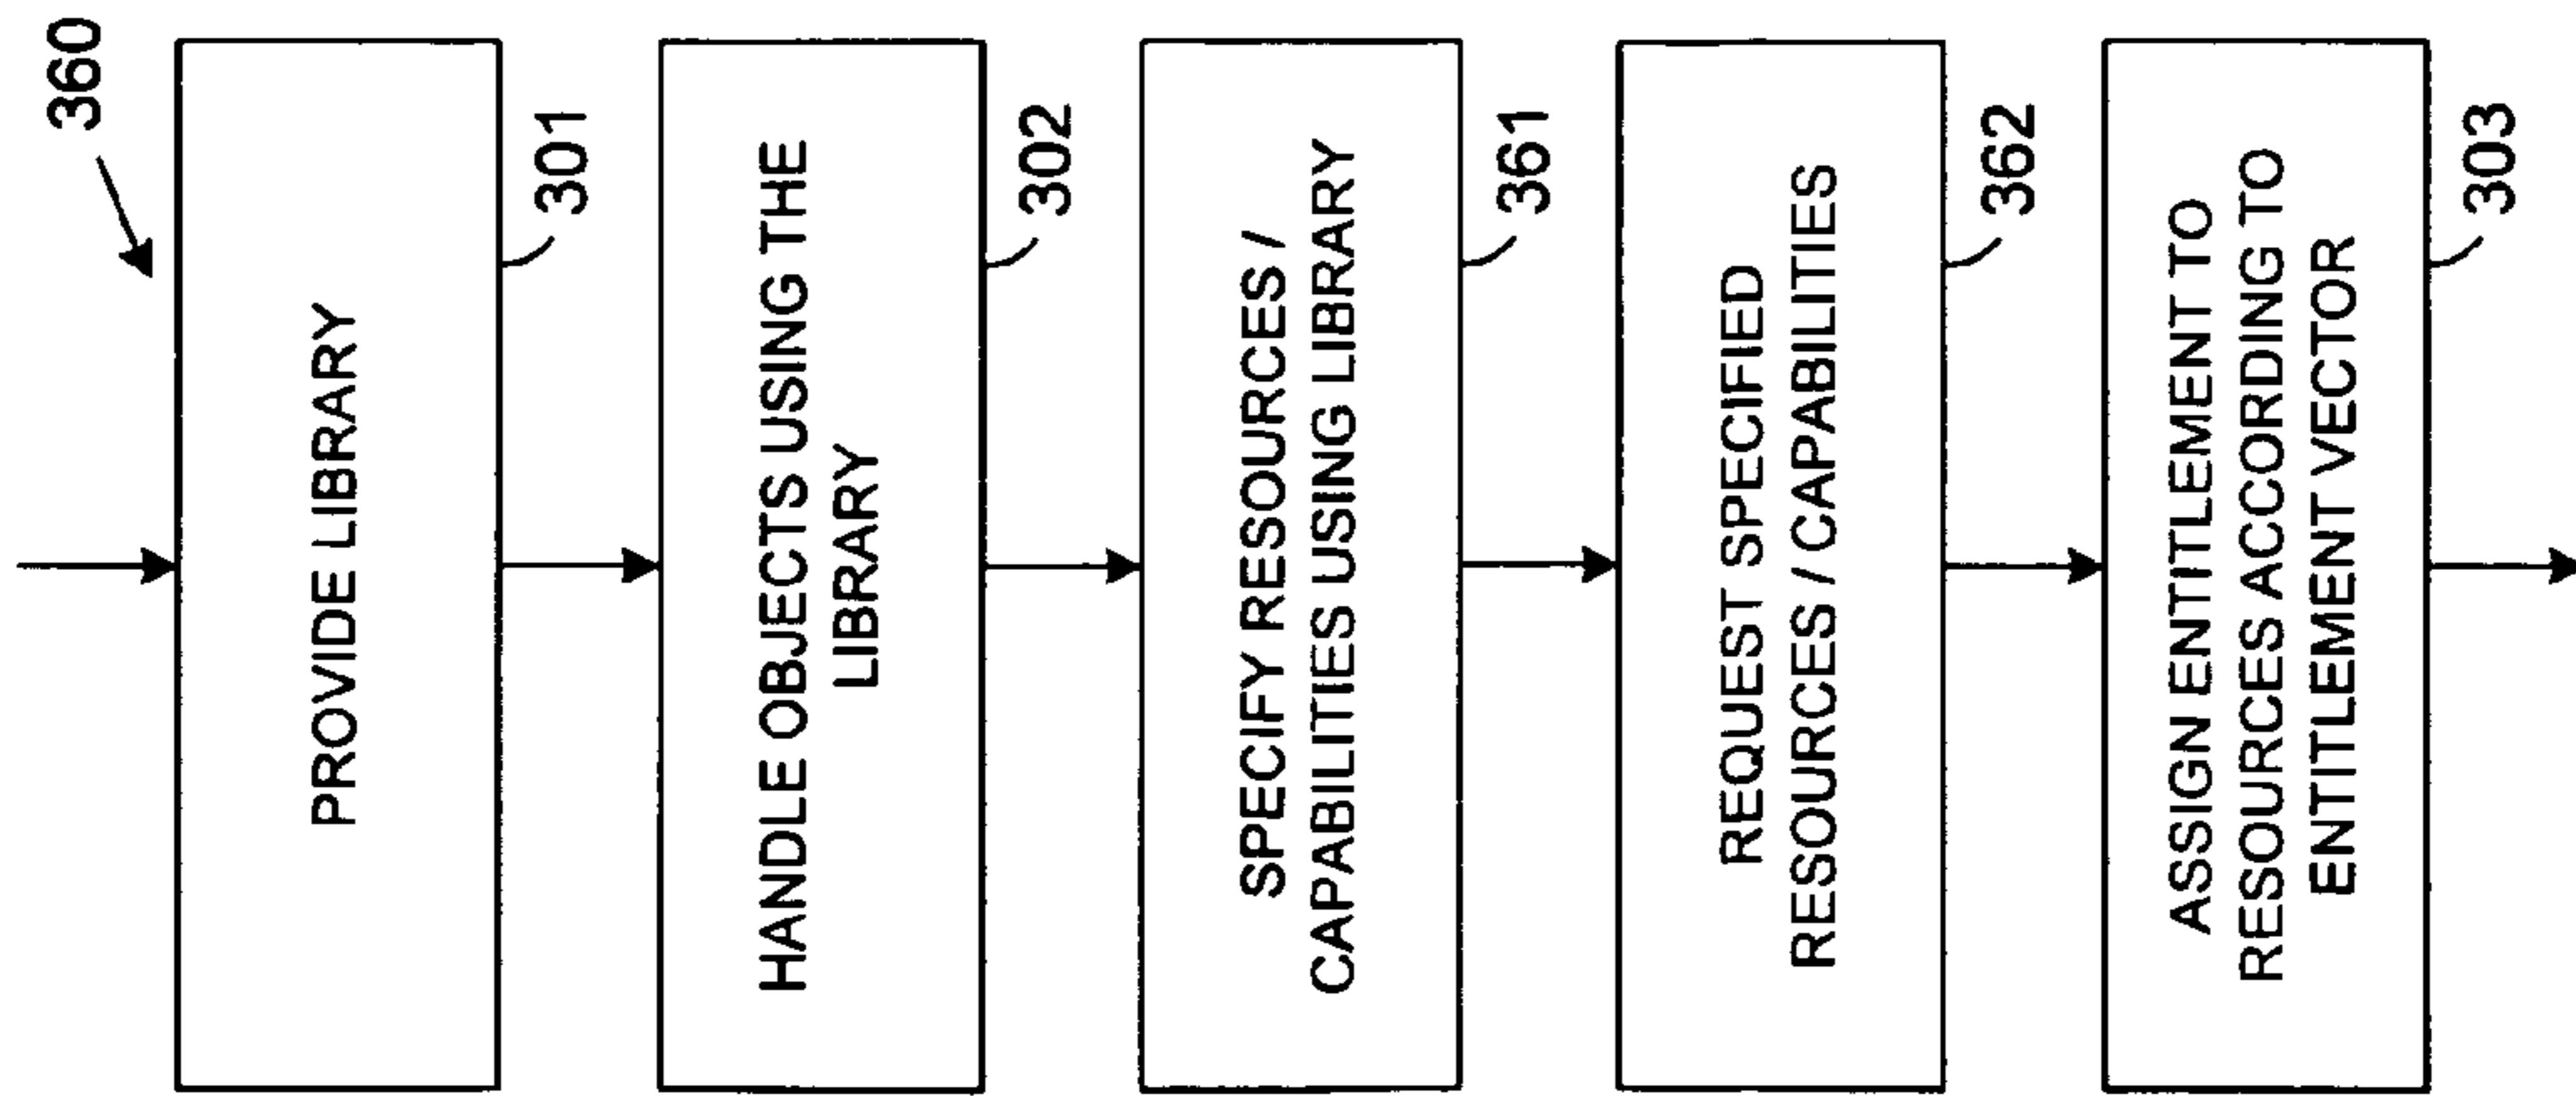 360
PROVIDE LIBRARY
301
HANDLE OBJECTS USING THE
LIBRARY
302
SPECIFY RESOURCES /
CAPABILITIES USING LIBRARY
361
REQUEST SPECIFIED
RESOURCES / CAPABILITIES
362
ASSIGN ENTITLEMENT TO
RESOURCES ACCORDING TO
ENTITLEMENT VECTOR
303